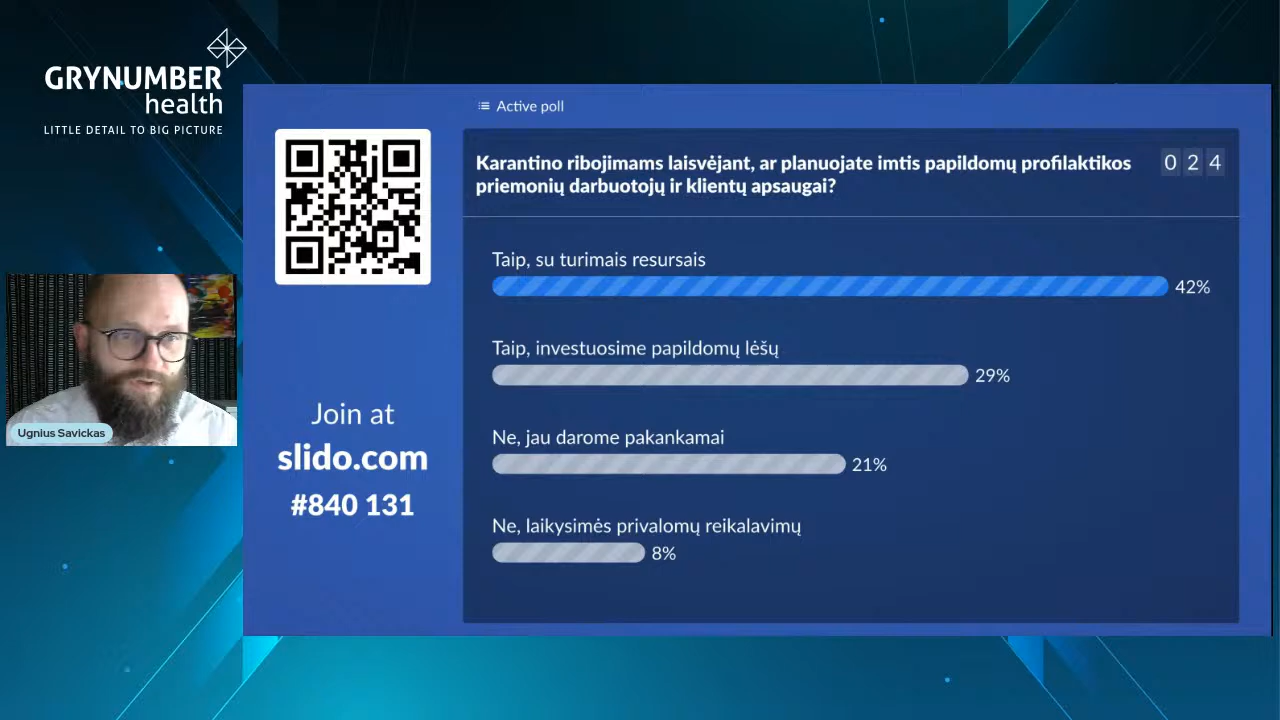 GRYNUMBER
health
LITTLE DETAIL TO BIG PICTURE
Active poll
Karantino ribojimams laisvėjant, ar planuojate imtis papildomų profilaktikos
priemonių darbuotojų ir klientų apsaugai?
0 2 4
Taip, su turimais resursais
42%
Taip, investuosime papildomų lėšų
29%
Ne, jau darome pakankamai
21%
Ne, laikysimės privalomų reikalavimų
8%
Join at
slido.com
#840 131
Ugnius Savickas